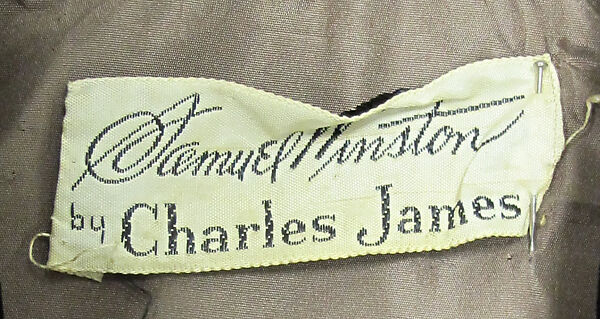 Samuel Winston
by Charles James